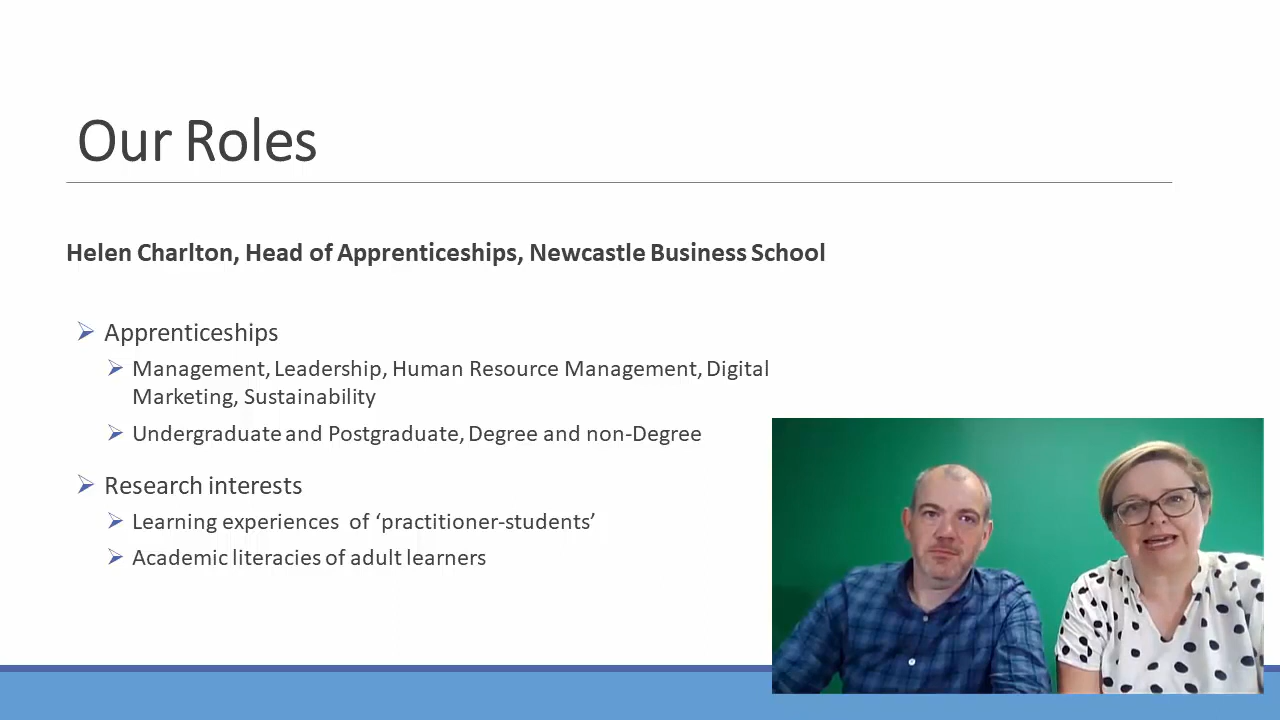 Our Roles
Helen Charlton, Head of Apprenticeships, Newcastle Business School
Apprenticeships
Management, Leadership, Human Resource Management, Digital
Marketing, Sustainability
Undergraduate and Postgraduate, Degree and non-Degree
Research interests
Learning experiences of ‘practitioner-students’
Academic literacies of adult learners